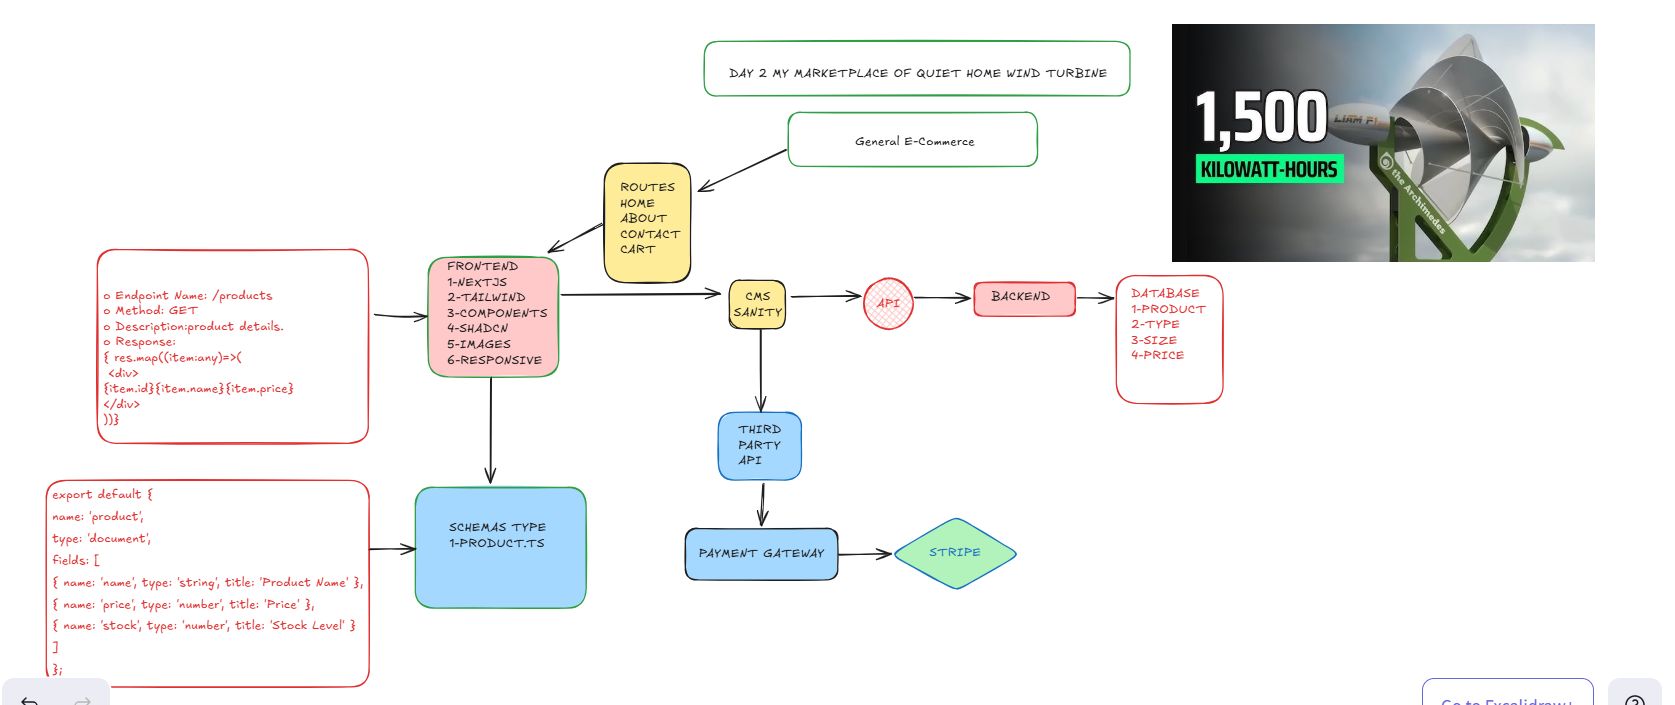 DAY 2 MY MARKETPLACE OF QUIET HOME WIND TURBINE
General E-Commerce
1,500
KILOWATT-HOURS
LIAM F1
the Archimedes
ROUTES
HOME
ABOUT
CONTACT
CART
o Endpoint Name: /products
o Method: GET
o Description:product details.
o Response:
{ res.map((item:any)=>(
<div>
{item.id}{item.name}{item.price}
</div>
))}
FRONTEND
1-NEXTJS
2-TAILWIND
3-COMPONENTS
4-SHADCN
5-IMAGES
6-RESPONSIVE
CMS
SANITY
API
BACKEND
DATABASE
1-PRODUCT
2-TYPE
3-SIZE
4-PRICE
THIRD
PARTY
API
export default {
name: 'product',
type: 'document',
fields: [
{ name: 'name', type: 'string', title: 'Product Name' },
{ name: 'price', type: 'number', title: 'Price' },
{ name: 'stock', type: 'number', title: 'Stock Level' }
]
};
SCHEMAS TYPE
1-PRODUCT.TS
PAYMENT GATEWAY
STRIPE